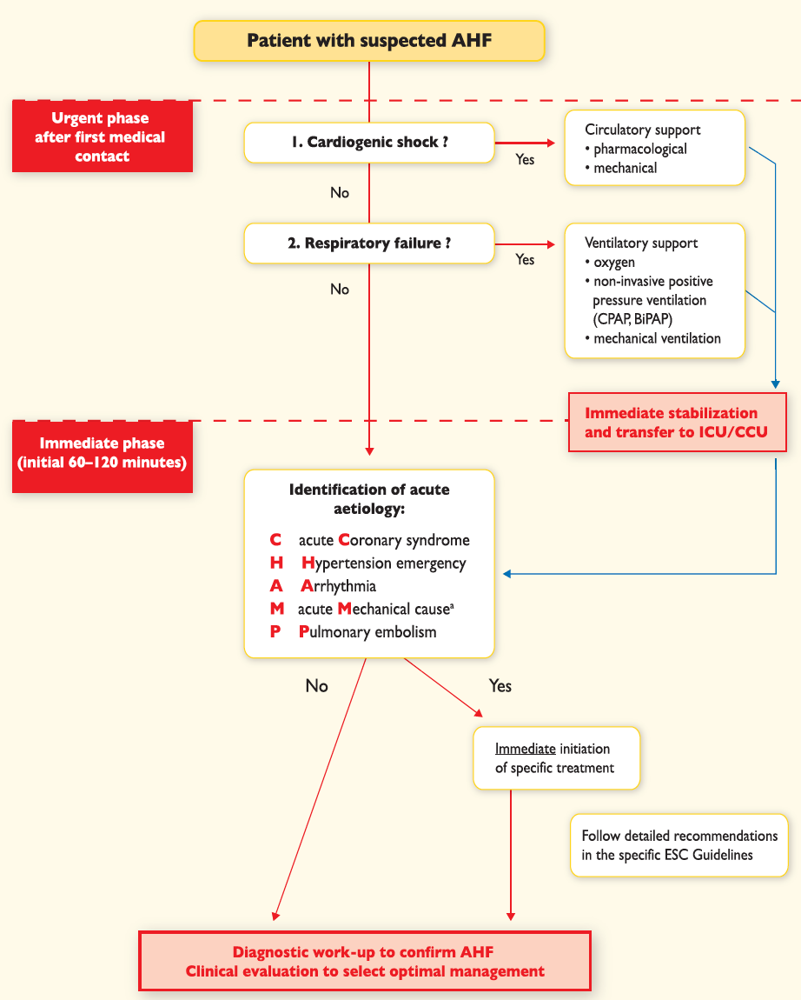 Patient with suspected AHF
Urgent phase
after first medical
contact
1. Cardiogenic shock ?
Yes
Circulatory support
• pharmacological
• mechanical
No
2. Respiratory failure ?
Yes
Ventilatory support
• oxygen
• non-invasive positive
pressure ventilation
(CPAP, BiPAP)
• mechanical ventilation
No
Immediate stabilization
and transfer to ICU/CCU
Immediate phase
(initial 60–120 minutes)
Identification of acute
aetiology:
C acute Coronary syndrome
H Hypertension emergency
A Arrhythmia
M acute Mechanical causeᵃ
P Pulmonary embolism
No
Yes
Immediate initiation
of specific treatment
Follow detailed recommendations
in the specific ESC Guidelines
Diagnostic work-up to confirm AHF
Clinical evaluation to select optimal management